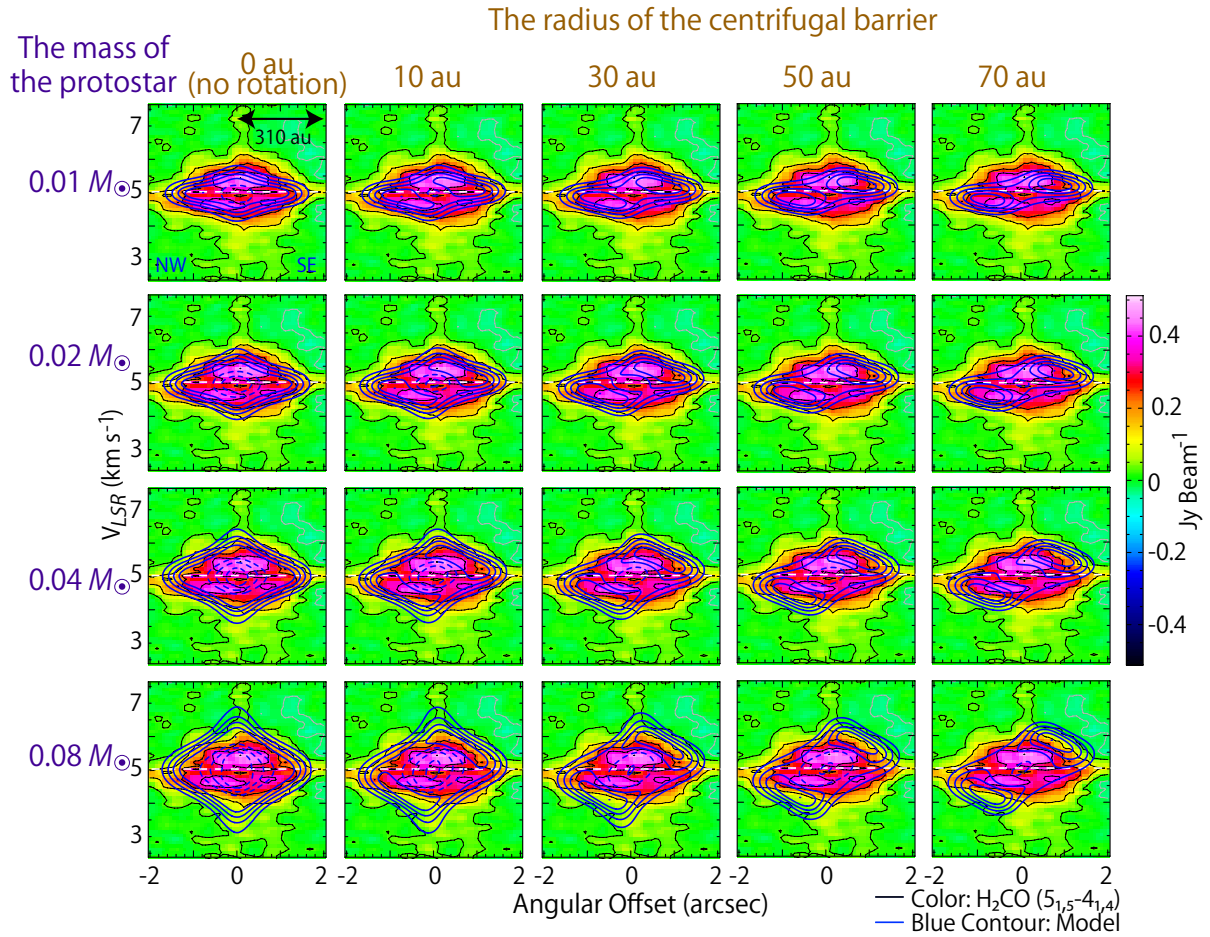 The radius of the centrifugal barrier
The mass of
the protostar
0 au
(no rotation)
10 au
30 au
50 au
70 au
310 au
0.01 M☉
7
5
3
NW
SE
0.02 M☉
7
5
3
0.04 M☉
7
5
3
0.08 M☉
7
5
3
V_LSR (km s⁻¹)
0.4
0.2
0
-0.2
-0.4
Jy Beam⁻¹
-2 0 2 -2 0 2 -2 0 2 -2 0 2 -2 0 2
Angular Offset (arcsec)
Color: H₂CO (5₁,₅-4₁,₄)
Blue Contour: Model